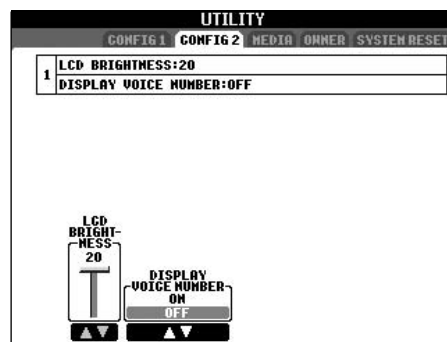 UTILITY
CONFIG 1 CONFIG 2 MEDIA OWNER SYSTEM RESET
1
LCD BRIGHTNESS:20
DISPLAY VOICE NUMBER:OFF
LCD
BRIGHT-
NESS
20
DISPLAY
VOICE NUMBER
ON
OFF